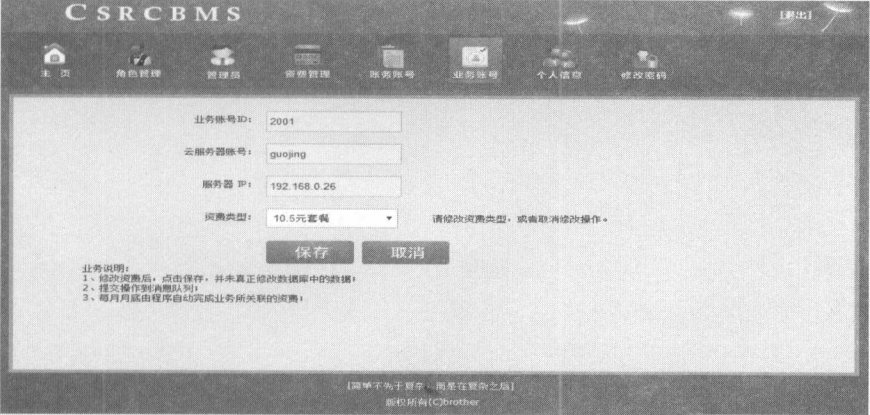 CSRCBMS
[退出]
主 页 角色管理 管理员 资费管理 账务账号 业务账号 个人信息 修改密码
业务账号ID: 2001
云服务器账号: guojing
服务器 IP: 192.168.0.26
资费类型: 10.5元套餐 请修改资费类型,或者取消修改操作。
保存 取消
业务说明:
1、修改资费后,点击保存,并未真正修改数据库中的数据;
2、提交操作到消息队列;
3、每月月底由程序自动完成业务所关联的资费;
[简单不先于复杂,而是在复杂之后]
版权所有(C)brother